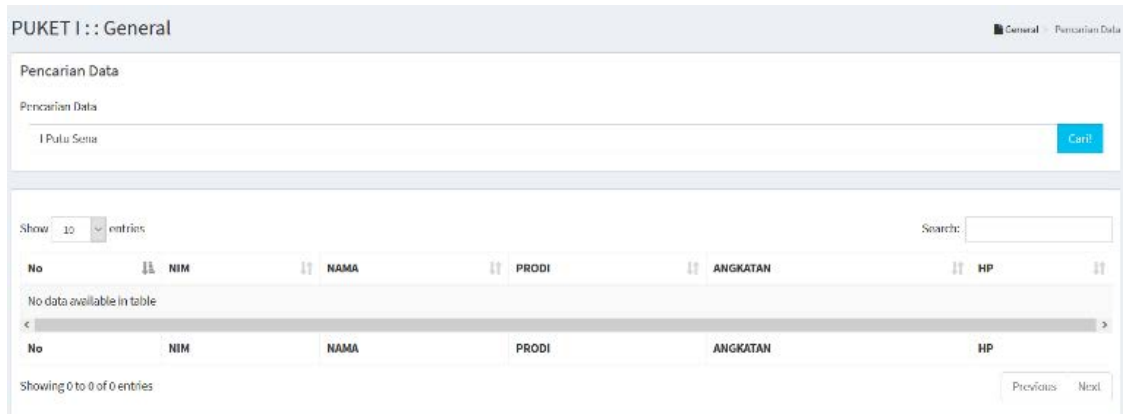 PUKET I : : General
General Pencarian Data
Pencarian Data
Pencarian Data
I Putu Sena
Cari!
Show 10 entries
Search:
No NIM NAMA PRODI ANGKATAN HP
No data available in table
No NIM NAMA PRODI ANGKATAN HP
Showing 0 to 0 of 0 entries
Previous Next